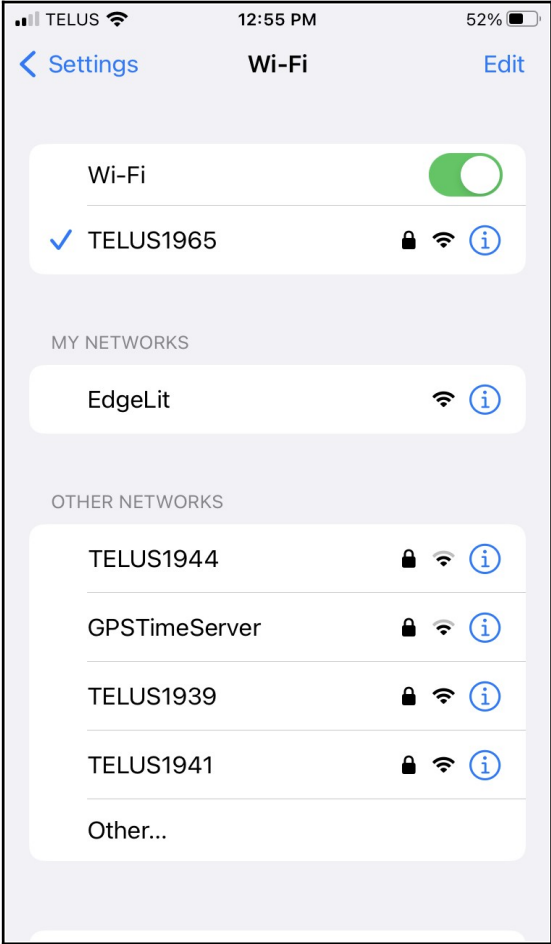 TELUS 12:55 PM 52%
Settings Wi-Fi Edit
Wi-Fi
TELUS1965
MY NETWORKS
EdgeLit
OTHER NETWORKS
TELUS1944
GPSTimeServer
TELUS1939
TELUS1941
Other...